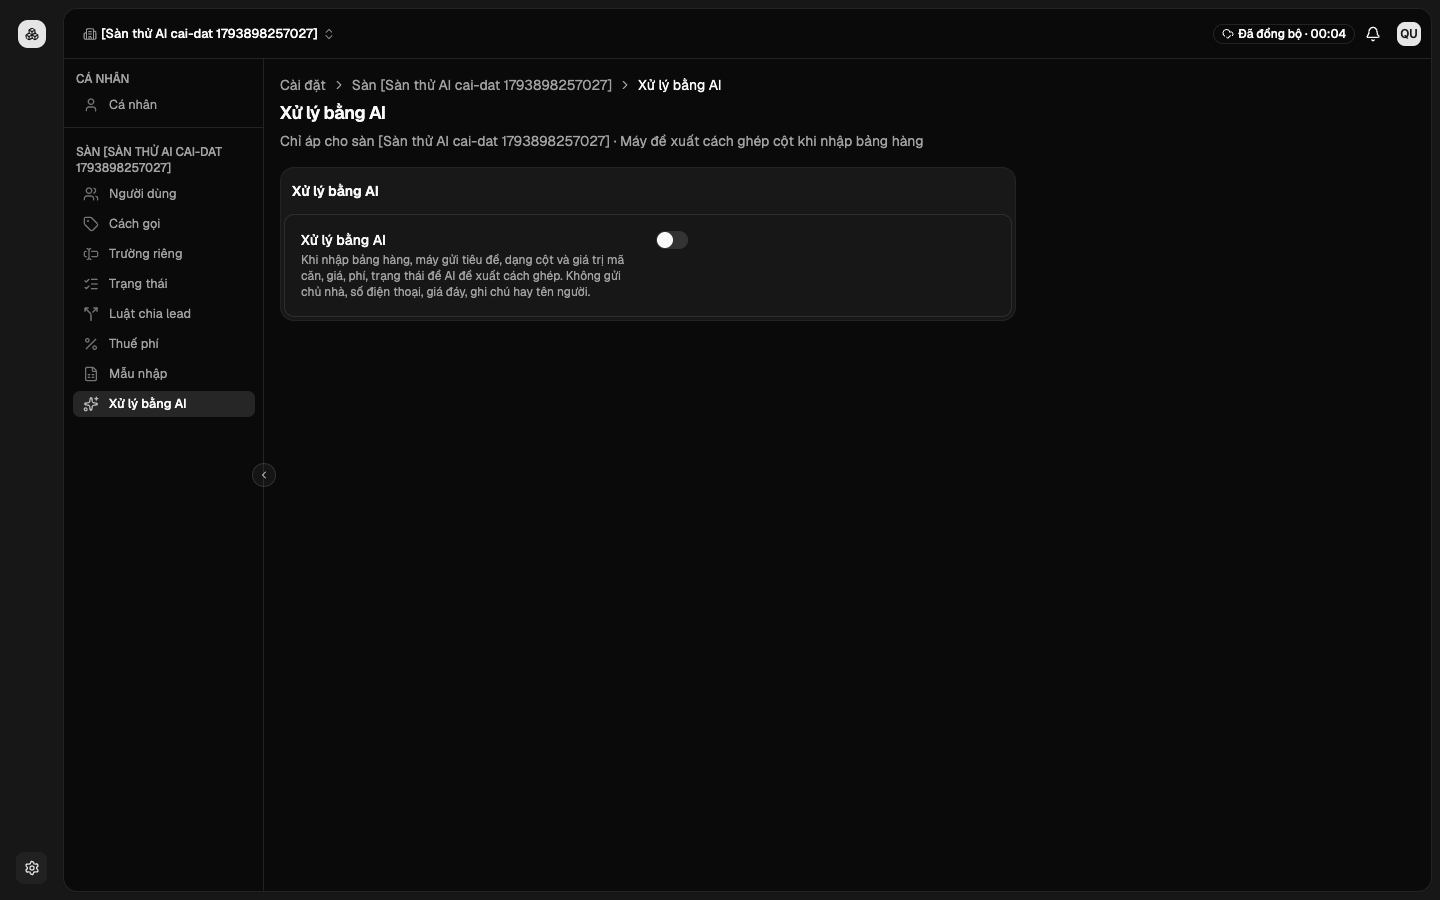 [Sàn thử AI cai-dat 1793898257027]
Đã đồng bộ · 00:04
QU
CÁ NHÂN
Cá nhân
SÀN [SÀN THỬ AI CAI-DAT
1793898257027]
Người dùng
Cách gọi
Trường riêng
Trạng thái
Luật chia lead
Thuế phí
Mẫu nhập
Xử lý bằng AI
Cài đặt > Sàn [Sàn thử AI cai-dat 1793898257027] > Xử lý bằng AI
Xử lý bằng AI
Chỉ áp cho sàn [Sàn thử AI cai-dat 1793898257027] · Máy đề xuất cách ghép cột khi nhập bảng hàng
Xử lý bằng AI
Xử lý bằng AI
Khi nhập bảng hàng, máy gửi tiêu đề, dạng cột và giá trị mã
căn, giá, phí, trạng thái để AI đề xuất cách ghép. Không gửi
chủ nhà, số điện thoại, giá đáy, ghi chú hay tên người.